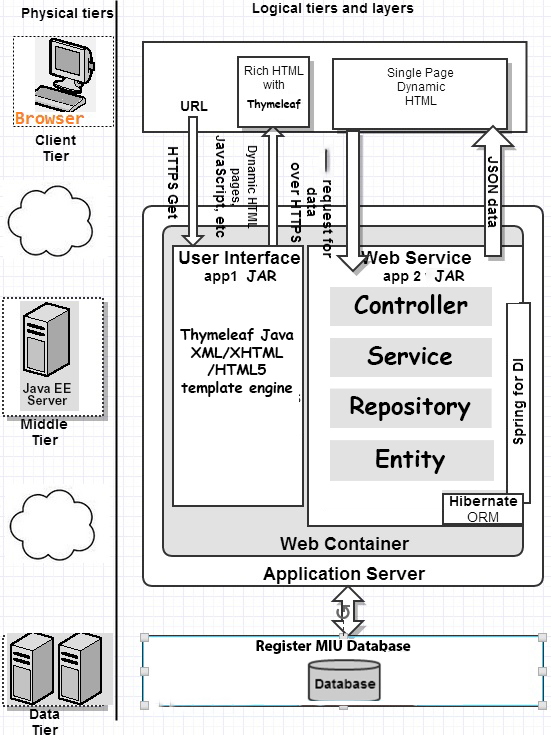 Physical tiers
Logical tiers and layers
Browser
Client
Tier
URL
Rich HTML
with
Thymeleaf
Single Page
Dynamic
HTML
HTTPS Get
Dynamic HTML
pages,
JavaScript, etc
request for
data
over HTTPS
JSON data
Java EE
Server
Middle
Tier
User Interface
app1 JAR
Thymeleaf Java
XML/XHTML
/HTML5
template engine
Web Service
app 2 JAR
Controller
Service
Repository
Entity
Spring for DI
Hibernate
ORM
Web Container
Application Server
Register MIU Database
Database
Data
Tier